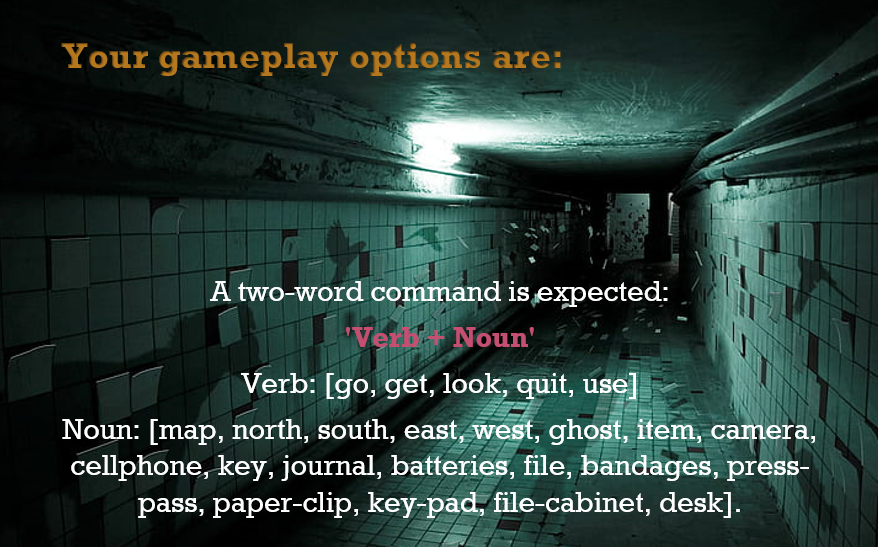 Your gameplay options are:
A two-word command is expected:
'Verb + Noun'
Verb: [go, get, look, quit, use]
Noun: [map, north, south, east, west, ghost, item, camera,
cellphone, key, journal, batteries, file, bandages, press-
pass, paper-clip, key-pad, file-cabinet, desk].